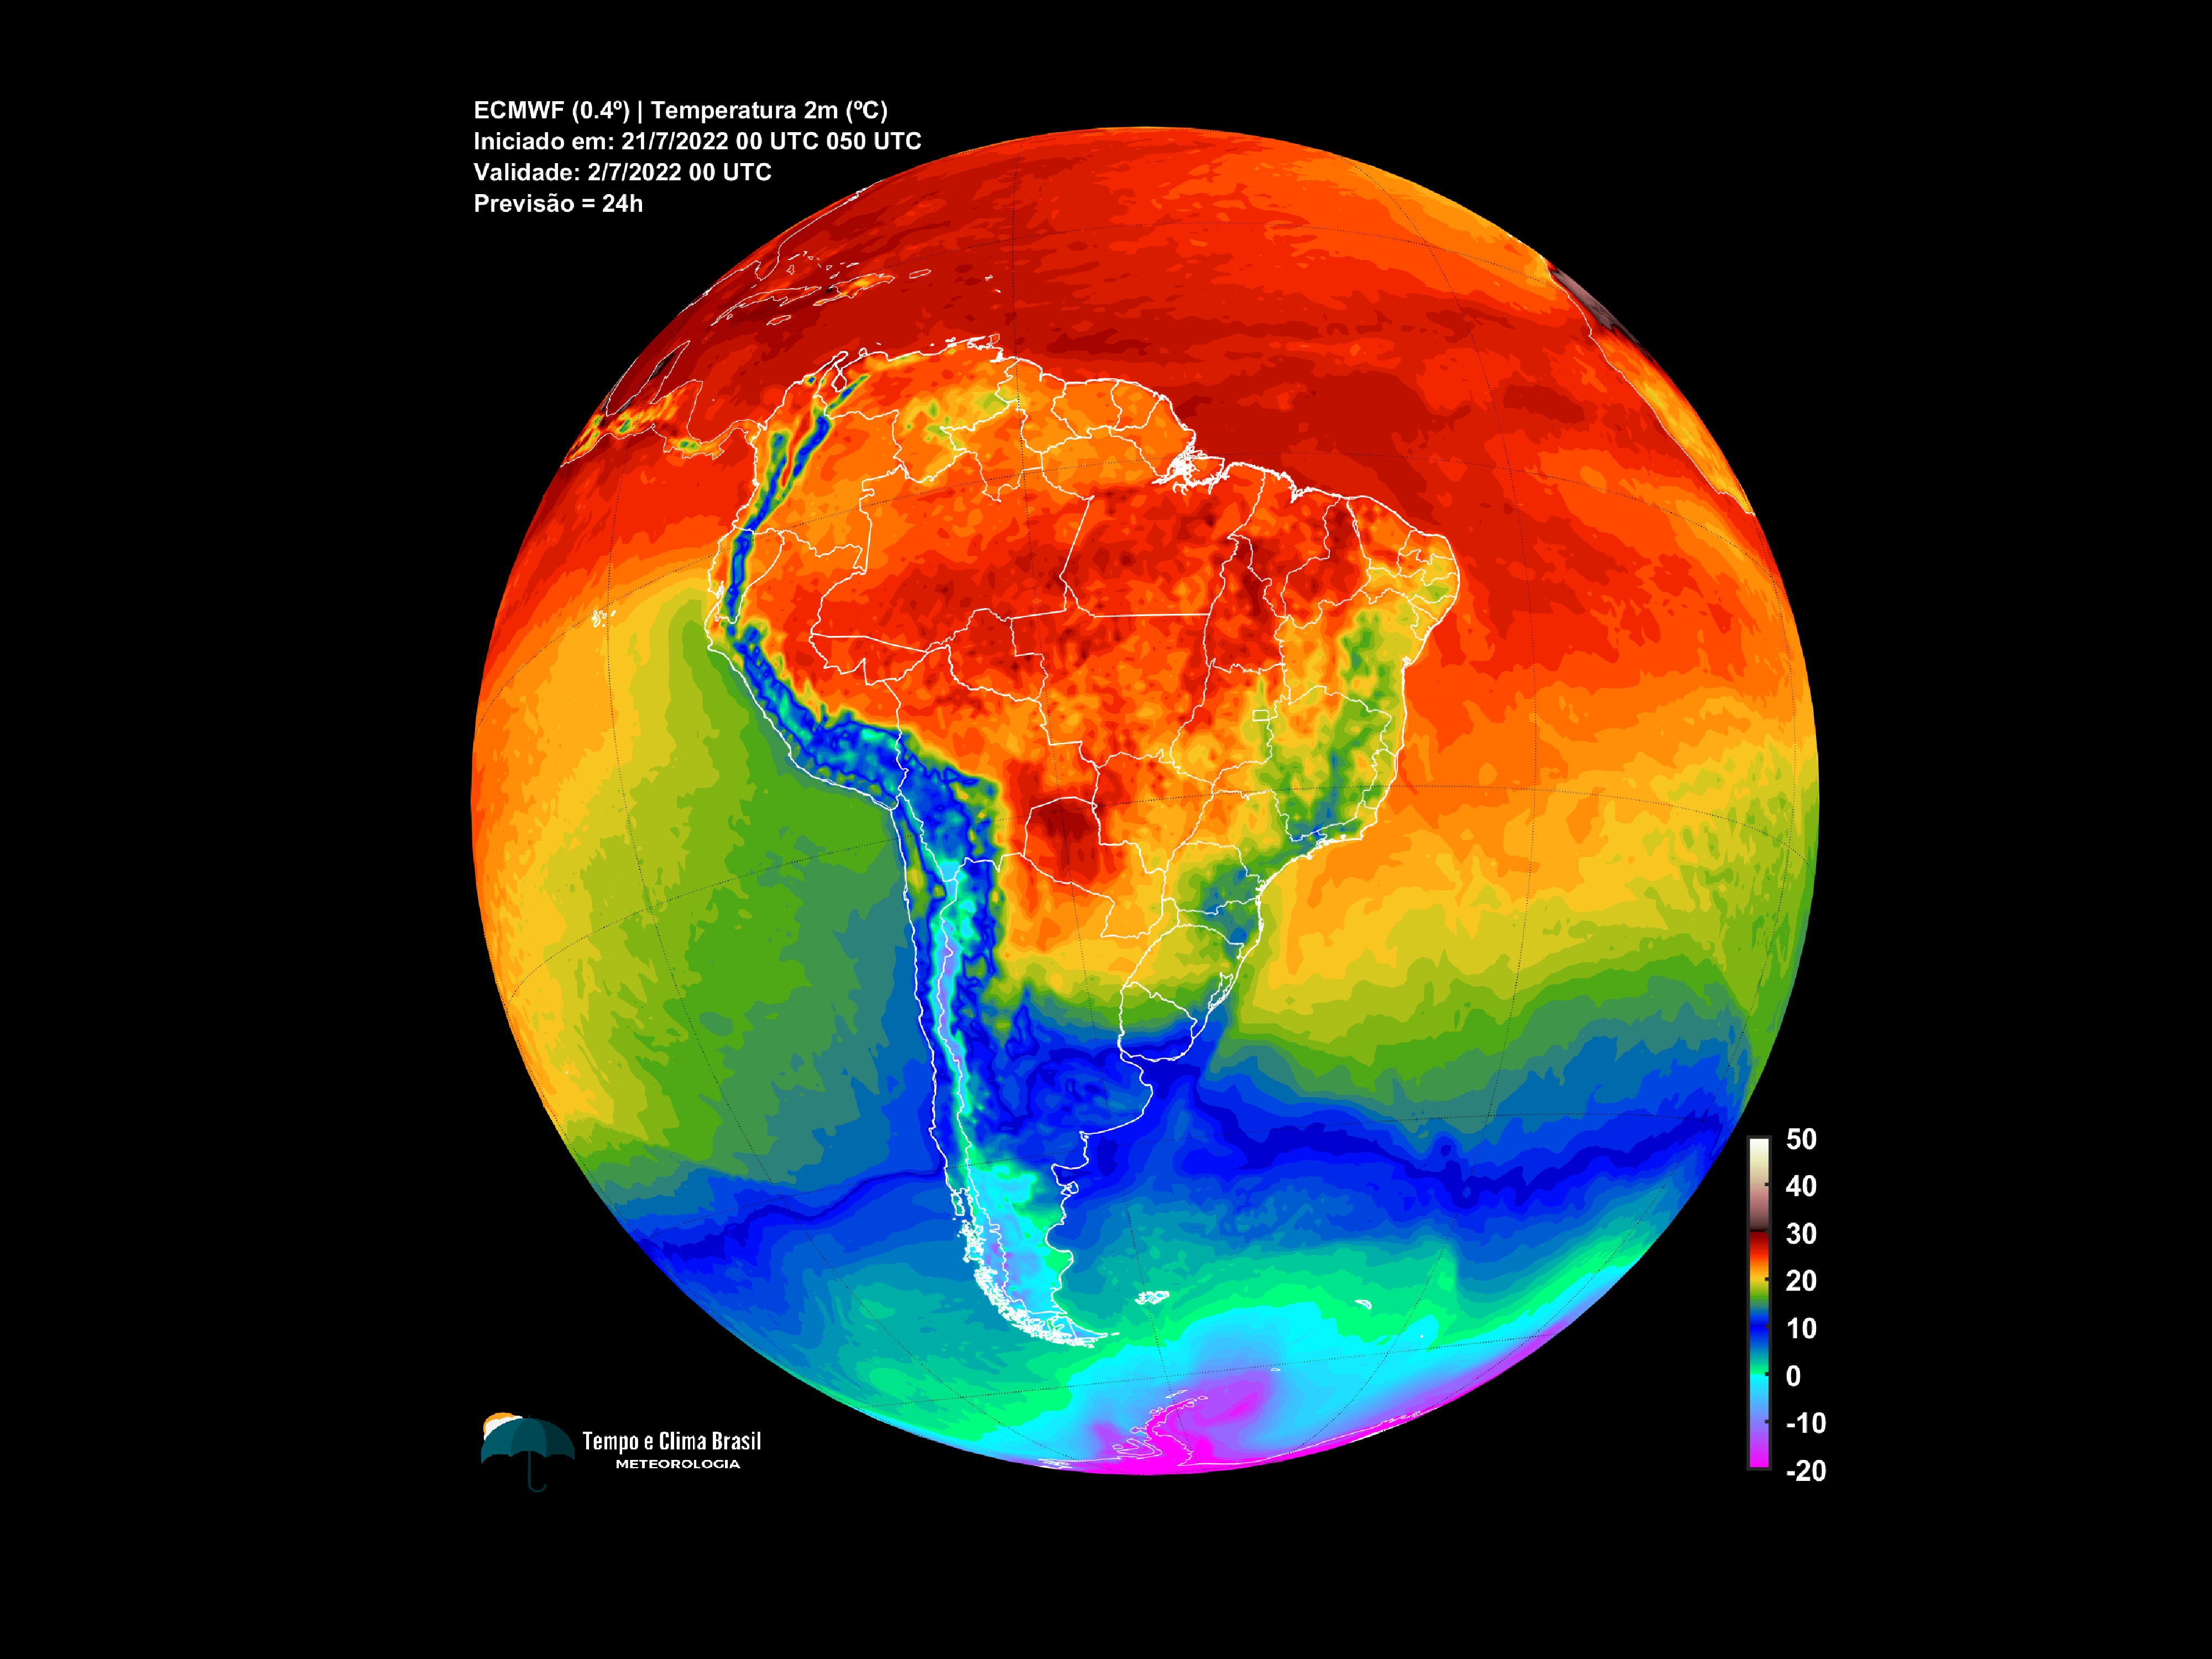 ECMWF (0.4º) | Temperatura 2m (ºC)
Iniciado em: 21/7/2022 00 UTC 050 UTC
Validade: 2/7/2022 00 UTC
Previsão = 24h
50
40
30
20
10
0
-10
-20
Tempo e Clima Brasil
METEOROLOGIA